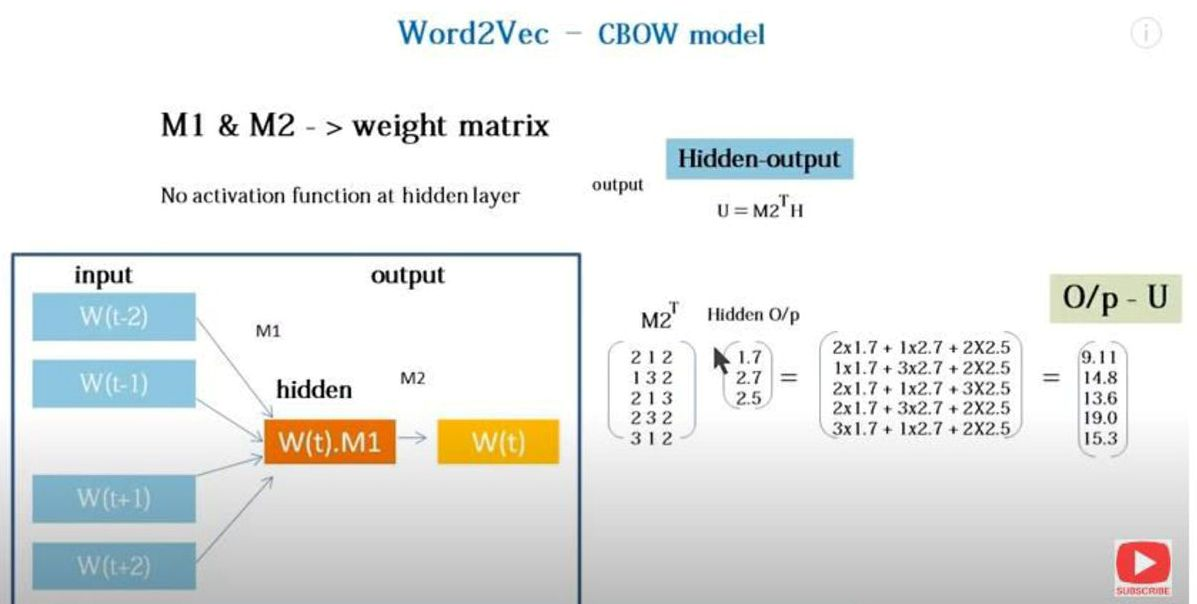 Word2Vec – CBOW model
M1 & M2 - > weight matrix
No activation function at hidden layer
output
Hidden-output
U = M2ᵀH
input
output
W(t-2)
M1
W(t-1)
hidden
M2
W(t).M1
W(t)
W(t+1)
W(t+2)
M2ᵀ
Hidden O/p
O/p - U
2 1 2
1 3 2
2 1 3
2 3 2
3 1 2
1.7
2.7
2.5
=
2x1.7 + 1x2.7 + 2X2.5
1x1.7 + 3x2.7 + 2X2.5
2x1.7 + 1x2.7 + 3X2.5
2x1.7 + 3x2.7 + 2X2.5
3x1.7 + 1x2.7 + 2X2.5
=
9.11
14.8
13.6
19.0
15.3
SUBSCRIBE